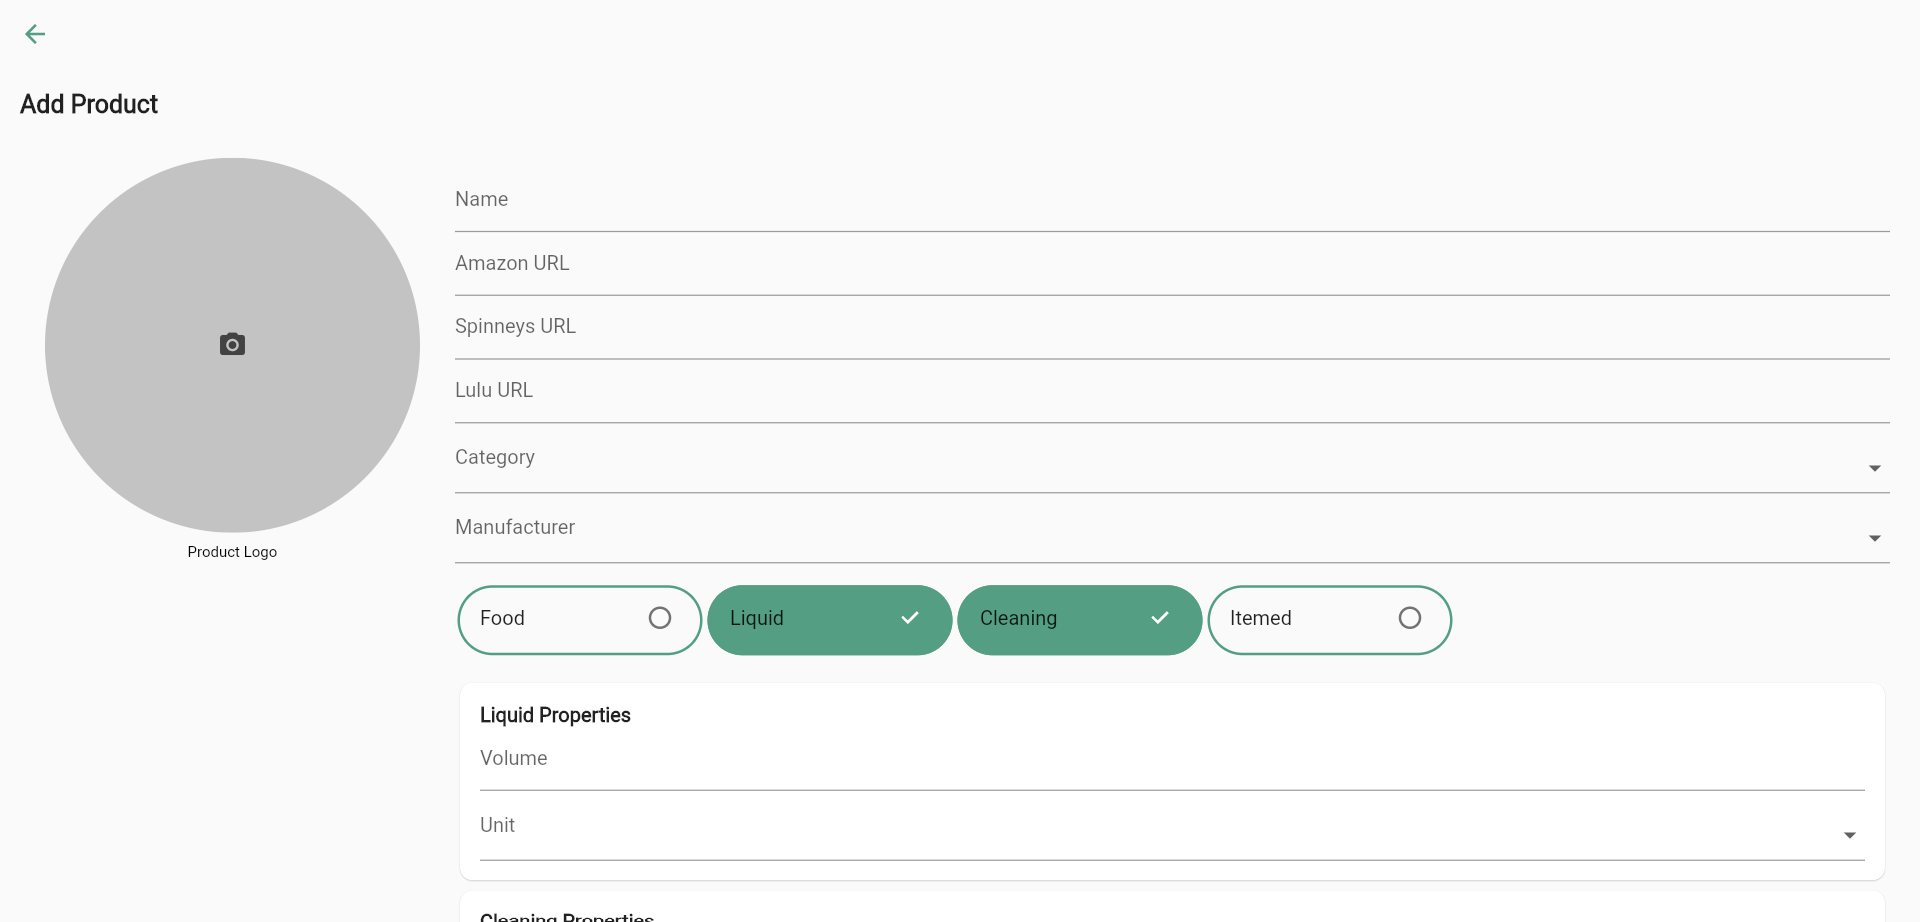 Add Product
Product Logo
Name
Amazon URL
Spinneys URL
Lulu URL
Category
Manufacturer
Food Liquid Cleaning Itemed
Liquid Properties
Volume
Unit
Cleaning Properties